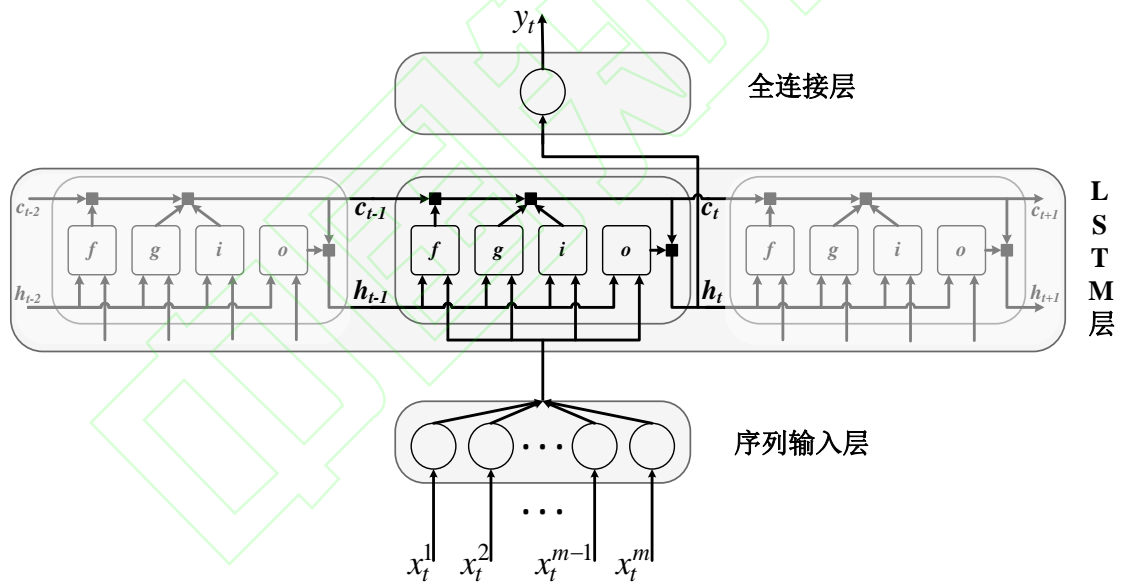 y_t
全连接层
c_{t-2} c_{t-1} c_t c_{t+1}
f g i o f g i o f g i o
h_{t-2} h_{t-1} h_t h_{t+1}
L
S
T
M
层
序列输入层
...
...
x_t^1 x_t^2 x_t^{m-1} x_t^m